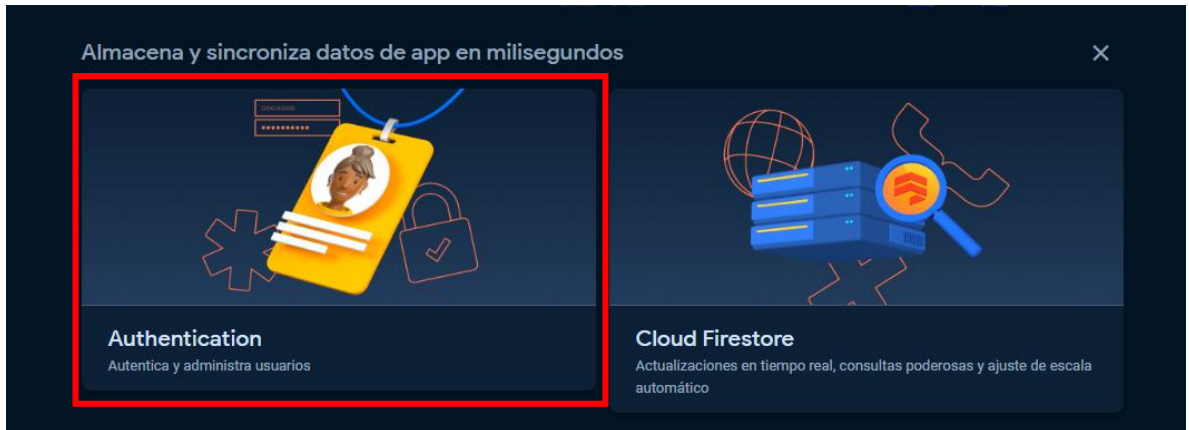 Almacena y sincroniza datos de app en milisegundos
Authentication
Autentica y administra usuarios
Cloud Firestore
Actualizaciones en tiempo real, consultas poderosas y ajuste de escala
automático